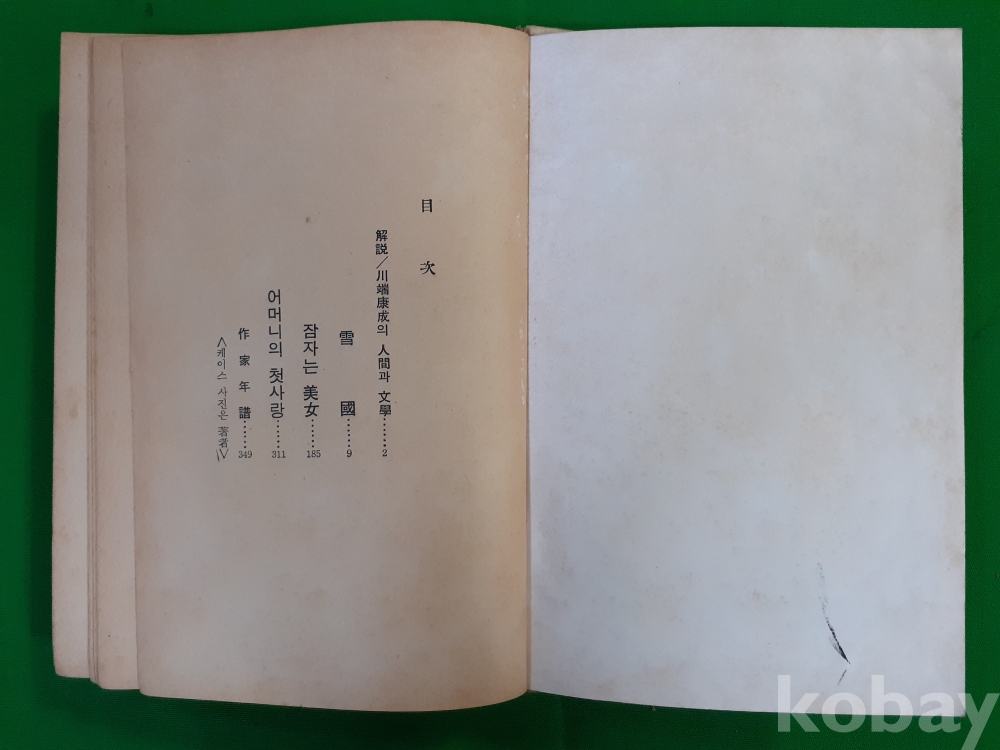 目次
解説/川端康成의 人間과 文學……2
雪國……9
잠자는 美女……185
어머니의 첫사랑……311
作家年譜……349
<케이스 사진은 著者>
kobay